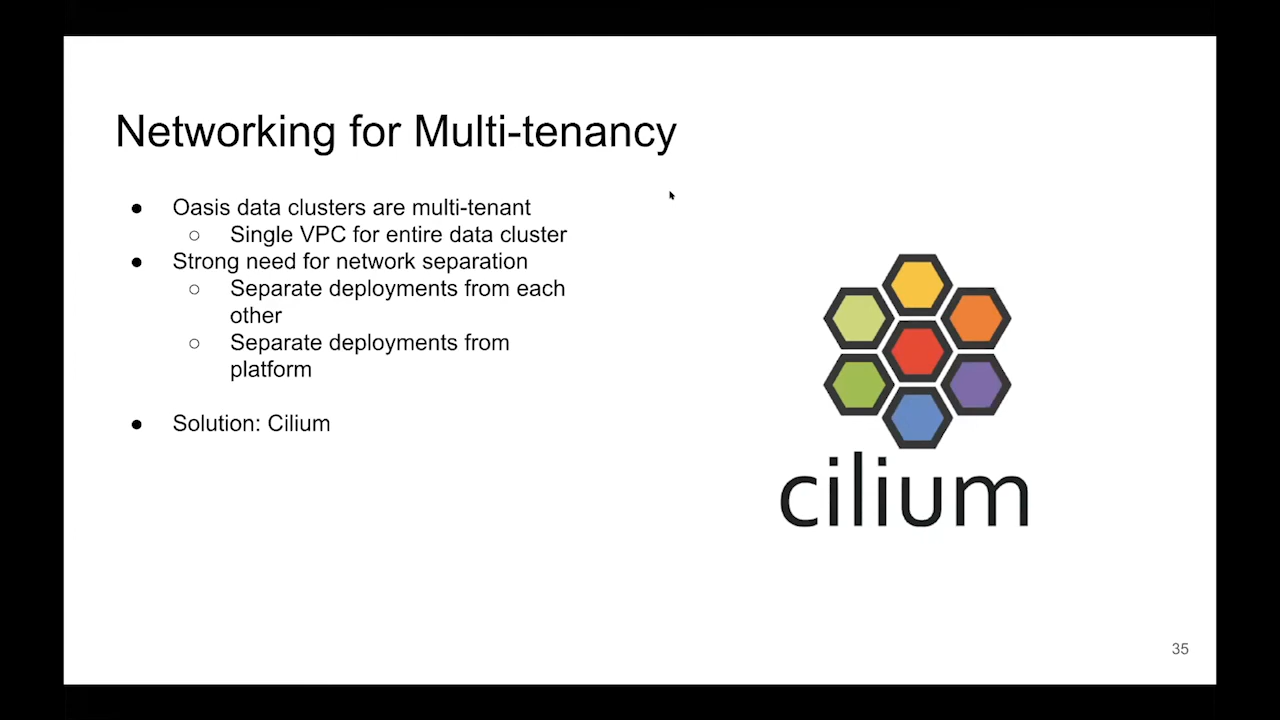 Networking for Multi-tenancy
● Oasis data clusters are multi-tenant
○ Single VPC for entire data cluster
● Strong need for network separation
○ Separate deployments from each
other
○ Separate deployments from
platform
● Solution: Cilium
cilium
35